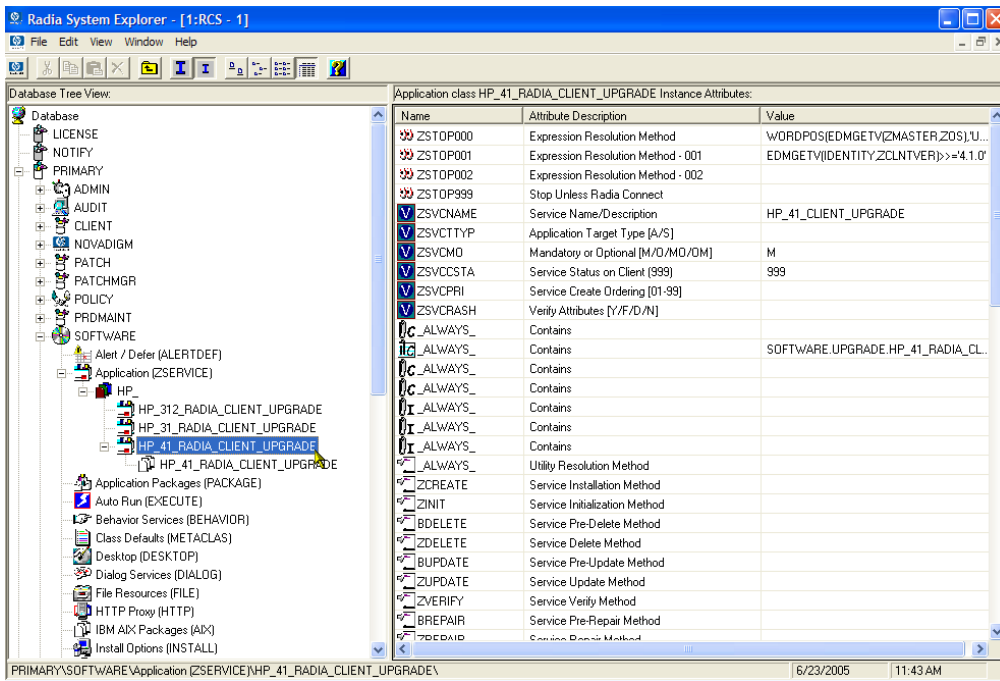 Radia System Explorer - [1:RCS - 1]
File Edit View Window Help
Database Tree View:
Database
LICENSE
NOTIFY
PRIMARY
ADMIN
AUDIT
CLIENT
NOVADIGM
PATCH
PATCHMGR
POLICY
PRDMAINT
SOFTWARE
Alert / Defer (ALERTDEF)
Application (ZSERVICE)
HP_
HP_312_RADIA_CLIENT_UPGRADE
HP_31_RADIA_CLIENT_UPGRADE
HP_41_RADIA_CLIENT_UPGRADE
HP_41_RADIA_CLIENT_UPGRADE
Application Packages (PACKAGE)
Auto Run (EXECUTE)
Behavior Services (BEHAVIOR)
Class Defaults (METACLAS)
Desktop (DESKTOP)
Dialog Services (DIALOG)
File Resources (FILE)
HTTP Proxy (HTTP)
IBM AIX Packages (AIX)
Install Options (INSTALL)
Application class HP_41_RADIA_CLIENT_UPGRADE Instance Attributes:
Name Attribute Description Value
ZSTOP000 Expression Resolution Method WORDPOS(EDMGETV(ZMASTER,ZOS),'U...
ZSTOP001 Expression Resolution Method - 001 EDMGETV(IDENTITY,ZCLNTVER)>>='4.1.0'
ZSTOP002 Expression Resolution Method - 002
ZSTOP999 Stop Unless Radia Connect
ZSVCNAME Service Name/Description HP_41_CLIENT_UPGRADE
ZSVCTTYP Application Target Type [A/S]
ZSVCMO Mandatory or Optional [M/O/MO/OM] M
ZSVCCSTA Service Status on Client (999) 999
ZSVCPRI Service Create Ordering [01-99]
ZSVCRASH Verify Attributes [Y/F/D/N]
_ALWAYS_ Contains
_ALWAYS_ Contains SOFTWARE.UPGRADE.HP_41_RADIA_CL...
_ALWAYS_ Contains
_ALWAYS_ Contains
_ALWAYS_ Contains
_ALWAYS_ Contains
_ALWAYS_ Contains
_ALWAYS_ Utility Resolution Method
ZCREATE Service Installation Method
ZINIT Service Initialization Method
BDELETE Service Pre-Delete Method
ZDELETE Service Delete Method
BUPDATE Service Pre-Update Method
ZUPDATE Service Update Method
ZVERIFY Service Verify Method
BREPAIR Service Pre-Repair Method
ZREPAIR Service Repair Method
PRIMARY\SOFTWARE\Application (ZSERVICE)\HP_41_RADIA_CLIENT_UPGRADE\ 6/23/2005 11:43 AM